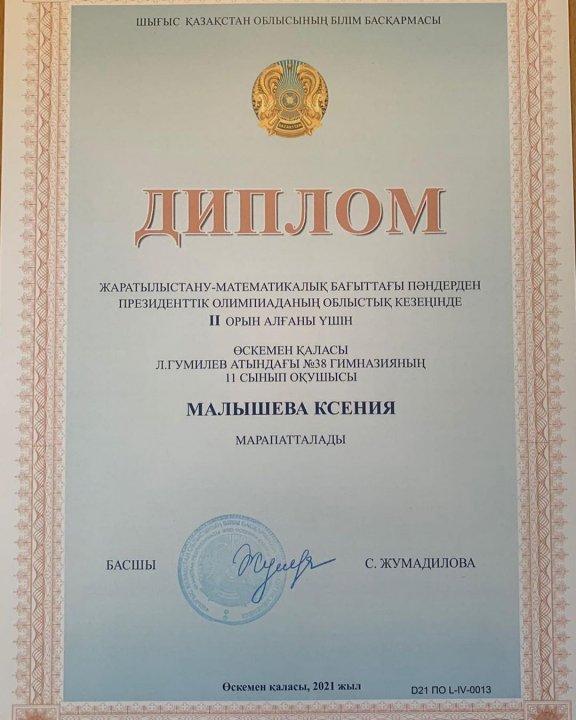 ШЫҒЫС ҚАЗАҚСТАН ОБЛЫСЫНЫҢ БІЛІМ БАСҚАРМАСЫ
ДИПЛОМ
ЖАРАТЫЛЫСТАНУ-МАТЕМАТИКАЛЫҚ БАҒЫТТАҒЫ ПӘНДЕРДЕН
ПРЕЗИДЕНТТІК ОЛИМПИАДАНЫҢ ОБЛЫСТЫҚ КЕЗЕҢІНДЕ
II ОРЫН АЛҒАНЫ ҮШІН
ӨСКЕМЕН ҚАЛАСЫ
Л.ГУМИЛЕВ АТЫНДАҒЫ №38 ГИМНАЗИЯНЫҢ
11 СЫНЫП ОҚУШЫСЫ
МАЛЫШЕВА КСЕНИЯ
МАРАПАТТАЛАДЫ
БАСШЫ С. ЖУМАДИЛОВА
Өскемен қаласы, 2021 жыл
D21 ПО L-IV-0013